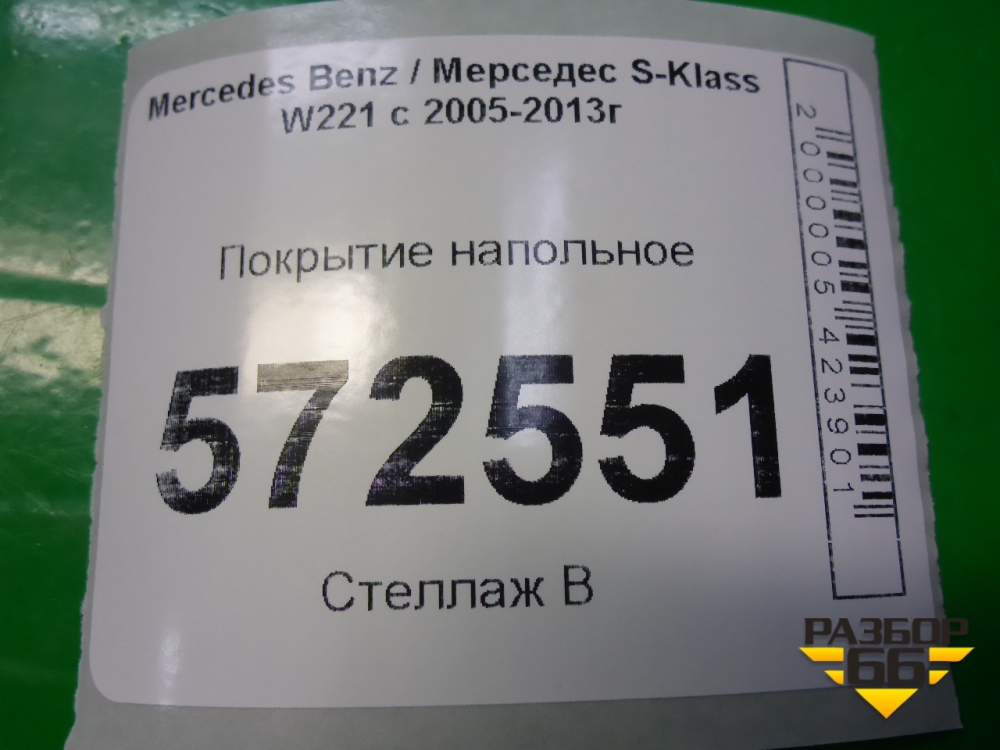 Mercedes Benz / Мерседес S-Klass
W221 с 2005-2013г
Покрытие напольное
572551
Стеллаж В
2000005423901
РАЗБОР
66